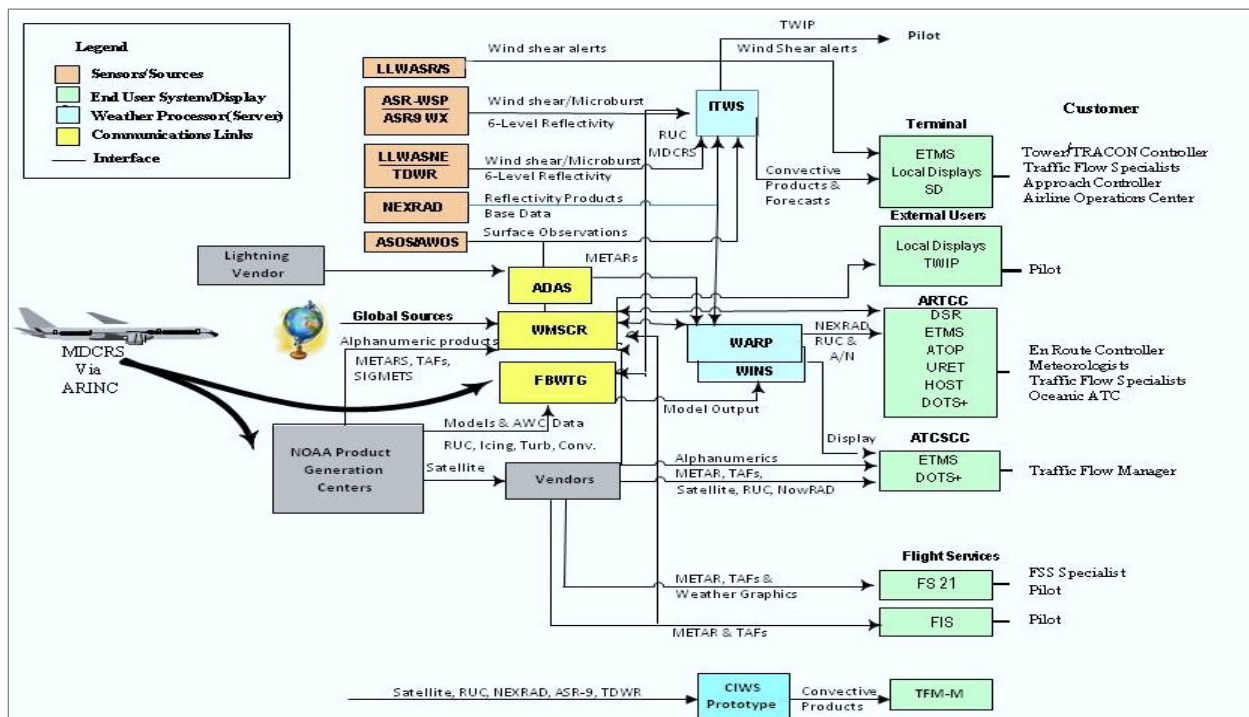 Legend
Sensors/Sources
End User System/Display
Weather Processor(Server)
Communications Links
Interface
TWIP
Pilot
Wind shear alerts
Wind Shear alerts
LLWASR/S
ASR-WSP
ASR9 WX
Wind shear/Microburst
6-Level Reflectivity
ITWS
RUC
MDCRS
LLWASNE
TDWR
Wind shear/Microburst
6-Level Reflectivity
NEXRAD
Reflectivity Products
Base Data
ASOS/AWOS
Surface Observations
METARs
Convective
Products &
Forecasts
Customer
Terminal
ETMS
Local Displays
SD
Tower/TRACON Controller
Traffic Flow Specialists
Approach Controller
Airline Operations Center
External Users
Local Displays
TWIP
Pilot
Lightning
Vendor
ADAS
Global Sources
WMSCR
Alphanumeric products
METARS, TAFs,
SIGMETS
FBWTG
WARP
WINS
NEXRAD
RUC &
A/N
Model Output
ARTCC
DSR
ETMS
ATOP
URET
HOST
DOTS+
En Route Controller
Meteorologists
Traffic Flow Specialists
Oceanic ATC
MDCRS
Via
ARINC
NOAA Product
Generation
Centers
Models & AWC Data
RUC, Icing, Turb, Conv.
Satellite
Vendors
Display
Alphanumerics
METAR, TAFs,
Satellite, RUC, NowRAD
ATCSCC
ETMS
DOTS+
Traffic Flow Manager
Flight Services
METAR, TAFs &
Weather Graphics
FS 21
FSS Specialist
Pilot
METAR & TAFs
FIS
Pilot
Satellite, RUC, NEXRAD, ASR-9, TDWR
CIWS
Prototype
Convective
Products
TFM-M